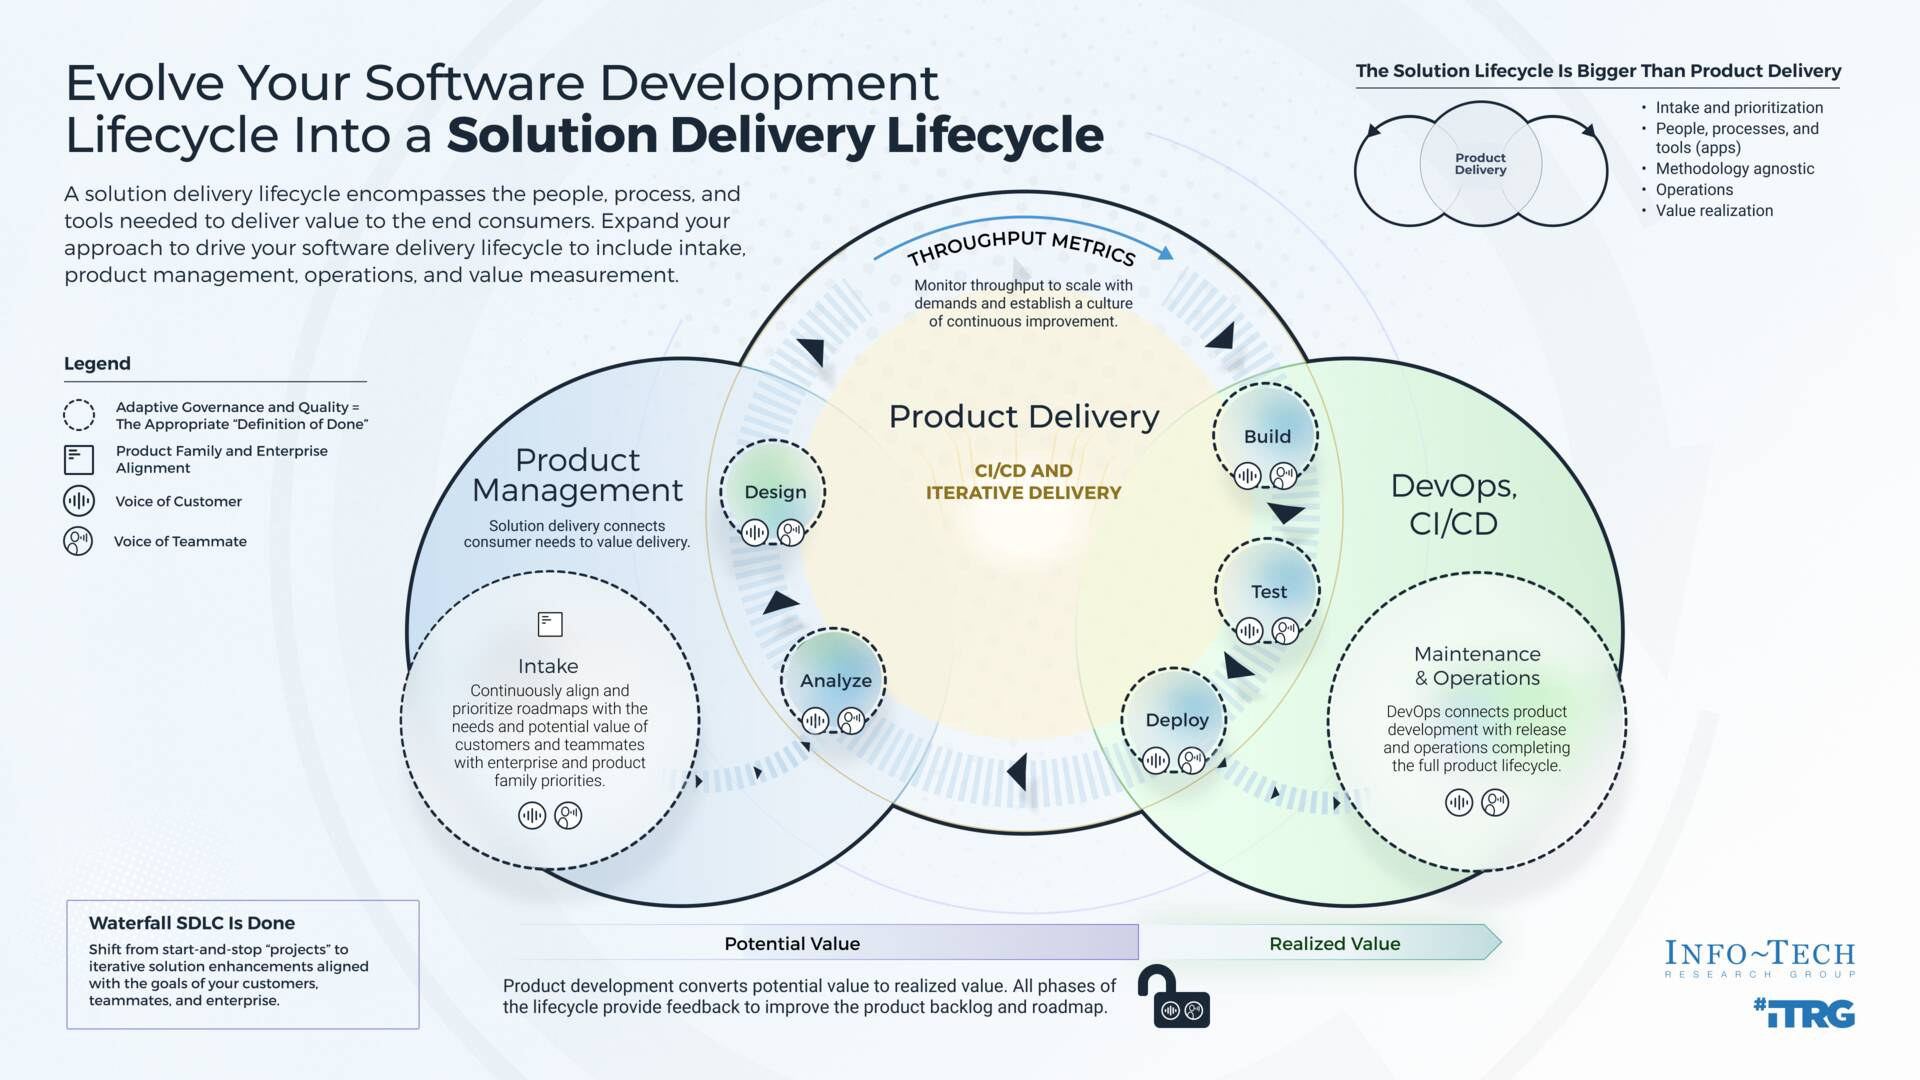 Evolve Your Software Development
Lifecycle Into a Solution Delivery Lifecycle
A solution delivery lifecycle encompasses the people, process, and
tools needed to deliver value to the end consumers. Expand your
approach to drive your software delivery lifecycle to include intake,
product management, operations, and value measurement.
The Solution Lifecycle Is Bigger Than Product Delivery
Product
Delivery
• Intake and prioritization
• People, processes, and
tools (apps)
• Methodology agnostic
• Operations
• Value realization
Legend
Adaptive Governance and Quality =
The Appropriate "Definition of Done"
Product Family and Enterprise
Alignment
Voice of Customer
Voice of Teammate
THROUGHPUT METRICS
Monitor throughput to scale with
demands and establish a culture
of continuous improvement.
Product Delivery
CI/CD AND
ITERATIVE DELIVERY
Product
Management
Solution delivery connects
consumer needs to value delivery.
Design
Analyze
Build
Test
Deploy
DevOps,
CI/CD
Intake
Continuously align and
prioritize roadmaps with the
needs and potential value of
customers and teammates
with enterprise and product
family priorities.
Maintenance
& Operations
DevOps connects product
development with release
and operations completing
the full product lifecycle.
Waterfall SDLC Is Done
Shift from start-and-stop "projects" to
iterative solution enhancements aligned
with the goals of your customers,
teammates, and enterprise.
Potential Value
Realized Value
Product development converts potential value to realized value. All phases of
the lifecycle provide feedback to improve the product backlog and roadmap.
INFO~TECH
RESEARCH GROUP
#iTRG